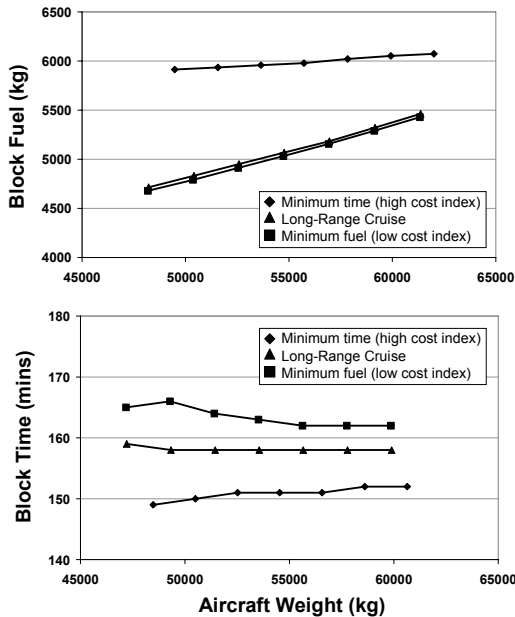 6500
6000
5500
5000
4500
4000
Block Fuel (kg)
Minimum time (high cost index)
Long-Range Cruise
Minimum fuel (low cost index)
45000 50000 55000 60000 65000
180
170
160
150
140
Block Time (mins)
Minimum time (high cost index)
Long-Range Cruise
Minimum fuel (low cost index)
45000 50000 55000 60000 65000
Aircraft Weight (kg)